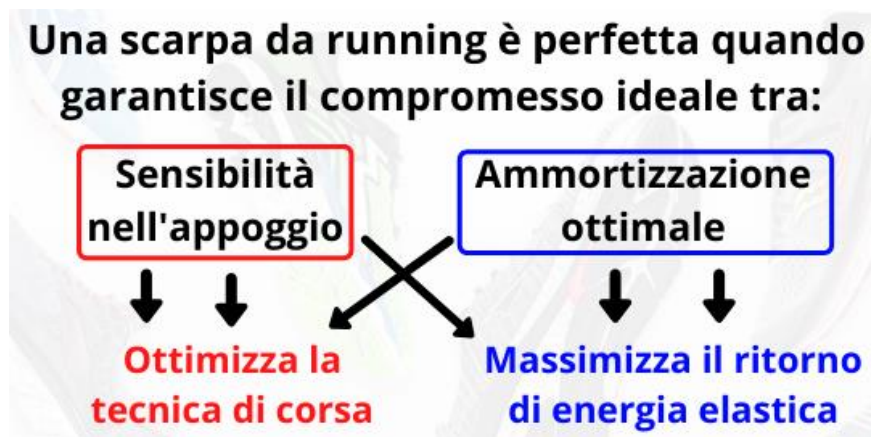 Una scarpa da running è perfetta quando
garantisce il compromesso ideale tra:
Sensibilità
nell'appoggio
Ammortizzazione
ottimale
Ottimizza la
tecnica di corsa
Massimizza il ritorno
di energia elastica